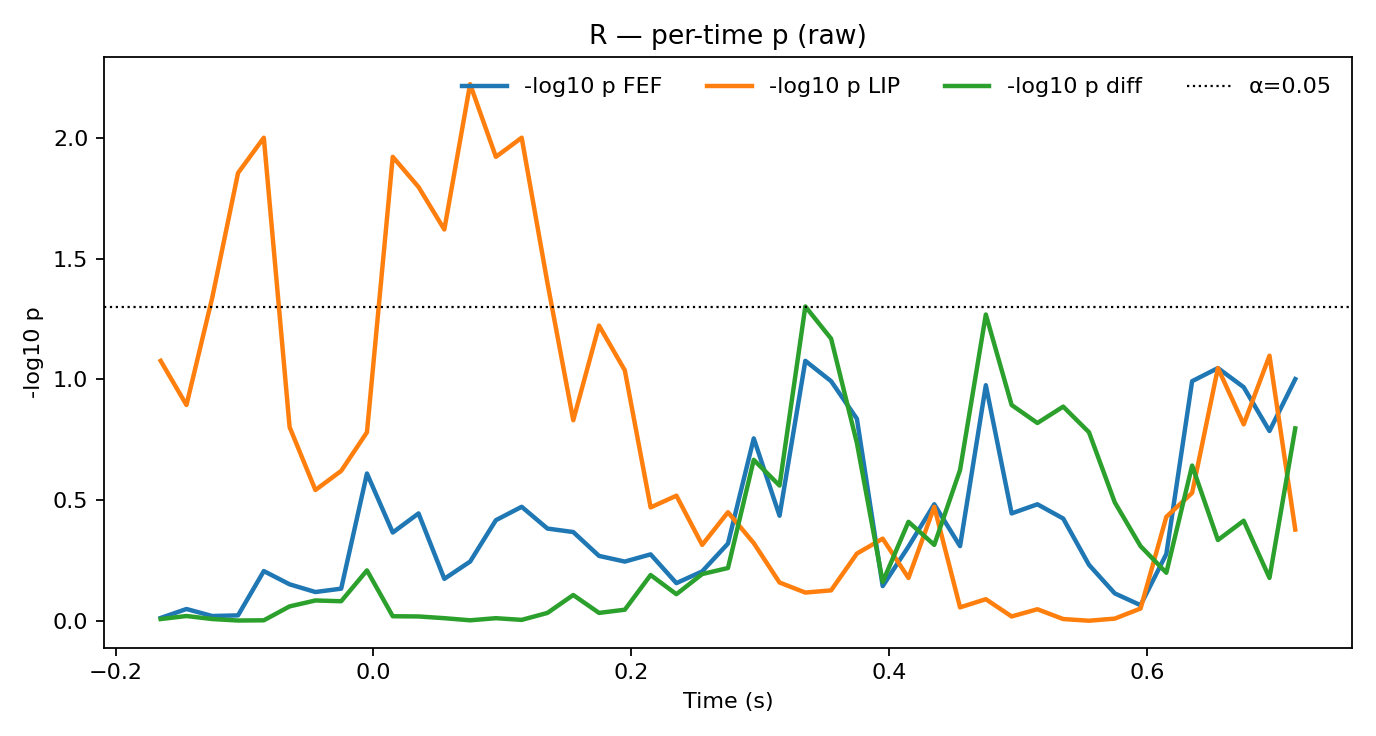 R — per-time p (raw)
-log10 p FEF
-log10 p LIP
-log10 p diff
α=0.05
-log10 p
2.0
1.5
1.0
0.5
0.0
−0.2
0.0
0.2
0.4
0.6
Time (s)